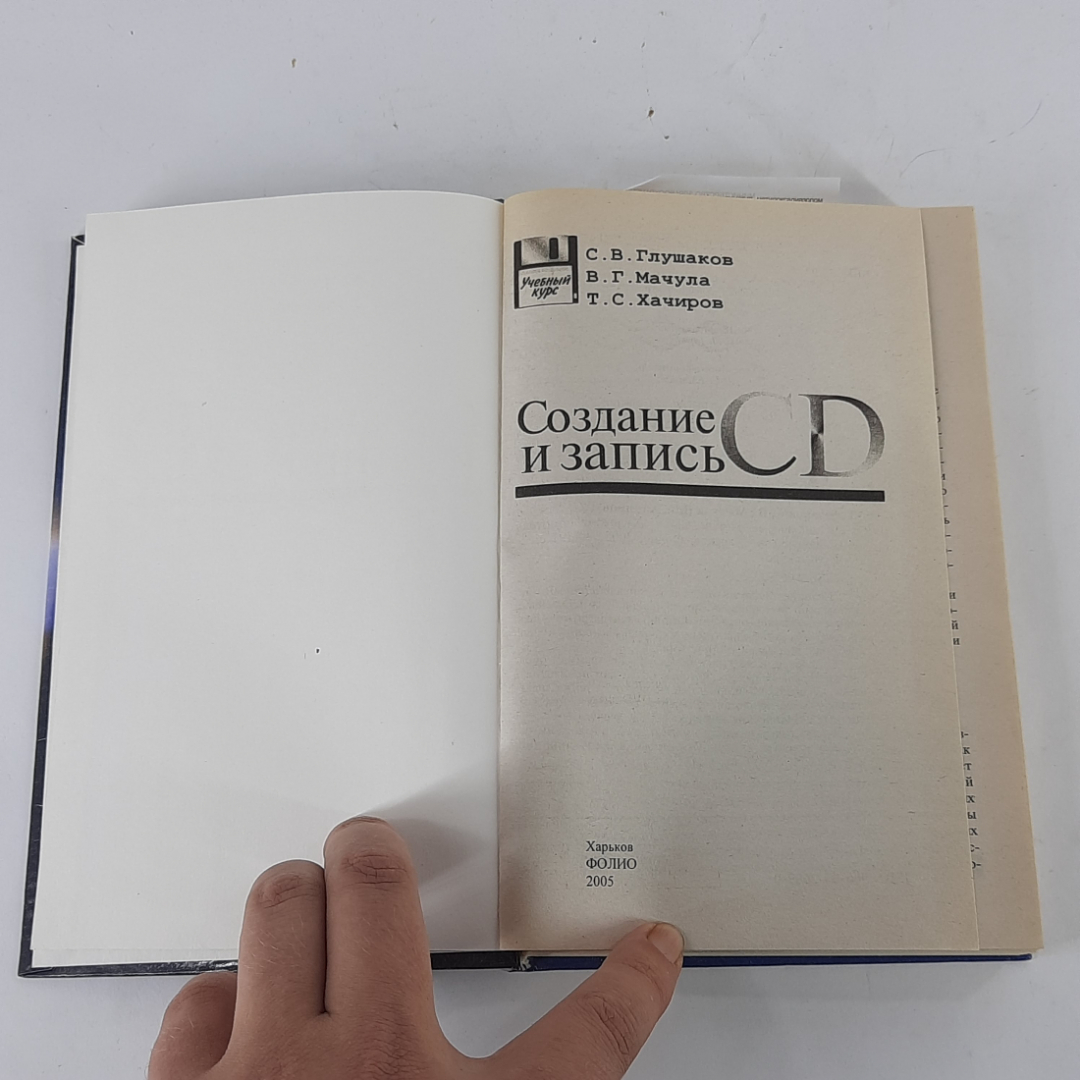 Учебный
курс
С.В.Глушаков
В.Г.Мачула
Т.С.Хачиров
Создание
и запись CD
Харьков
ФОЛИО
2005